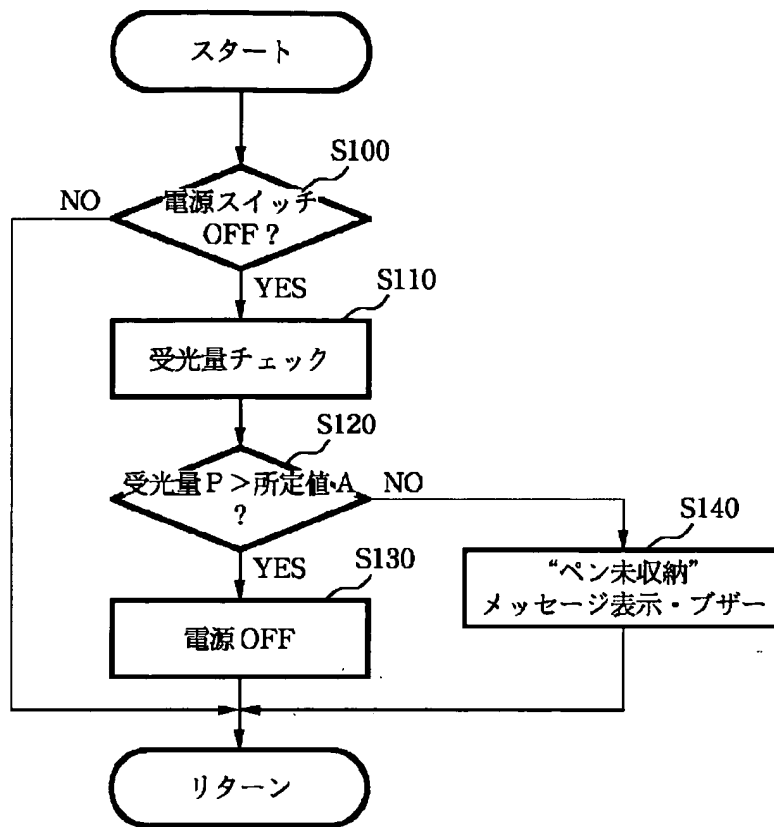 スタート
S100
電源スイッチ
OFF?
NO
YES
S110
受光量チェック
S120
受光量P>所定値A
?
NO
YES
S130
電源OFF
S140
“ペン未収納”
メッセージ表示・ブザー
リターン